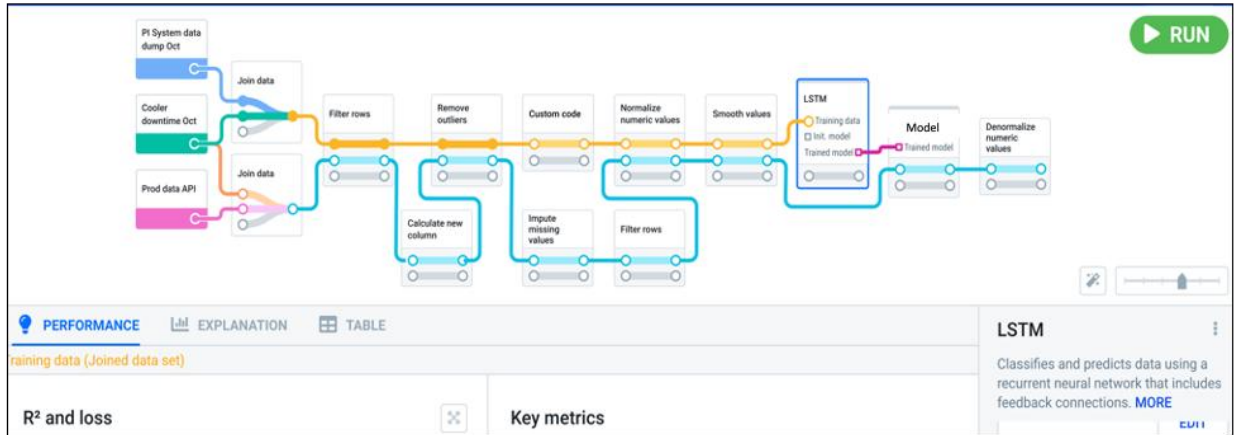 PI System data
dump Oct
RUN
Join data
Cooler
downtime Oct
Filter rows
Remove
outliers
Custom code
Normalize
numeric values
Smooth values
LSTM
Training data
Init. model
Trained model
Model
Trained model
Denormalize
numeric
values
Prod data API
Join data
Calculate new
column
Impute
missing
values
Filter rows
PERFORMANCE
EXPLANATION
TABLE
raining data (Joined data set)
R² and loss
Key metrics
LSTM
Classifies and predicts data using a
recurrent neural network that includes
feedback connections. MORE
EDIT